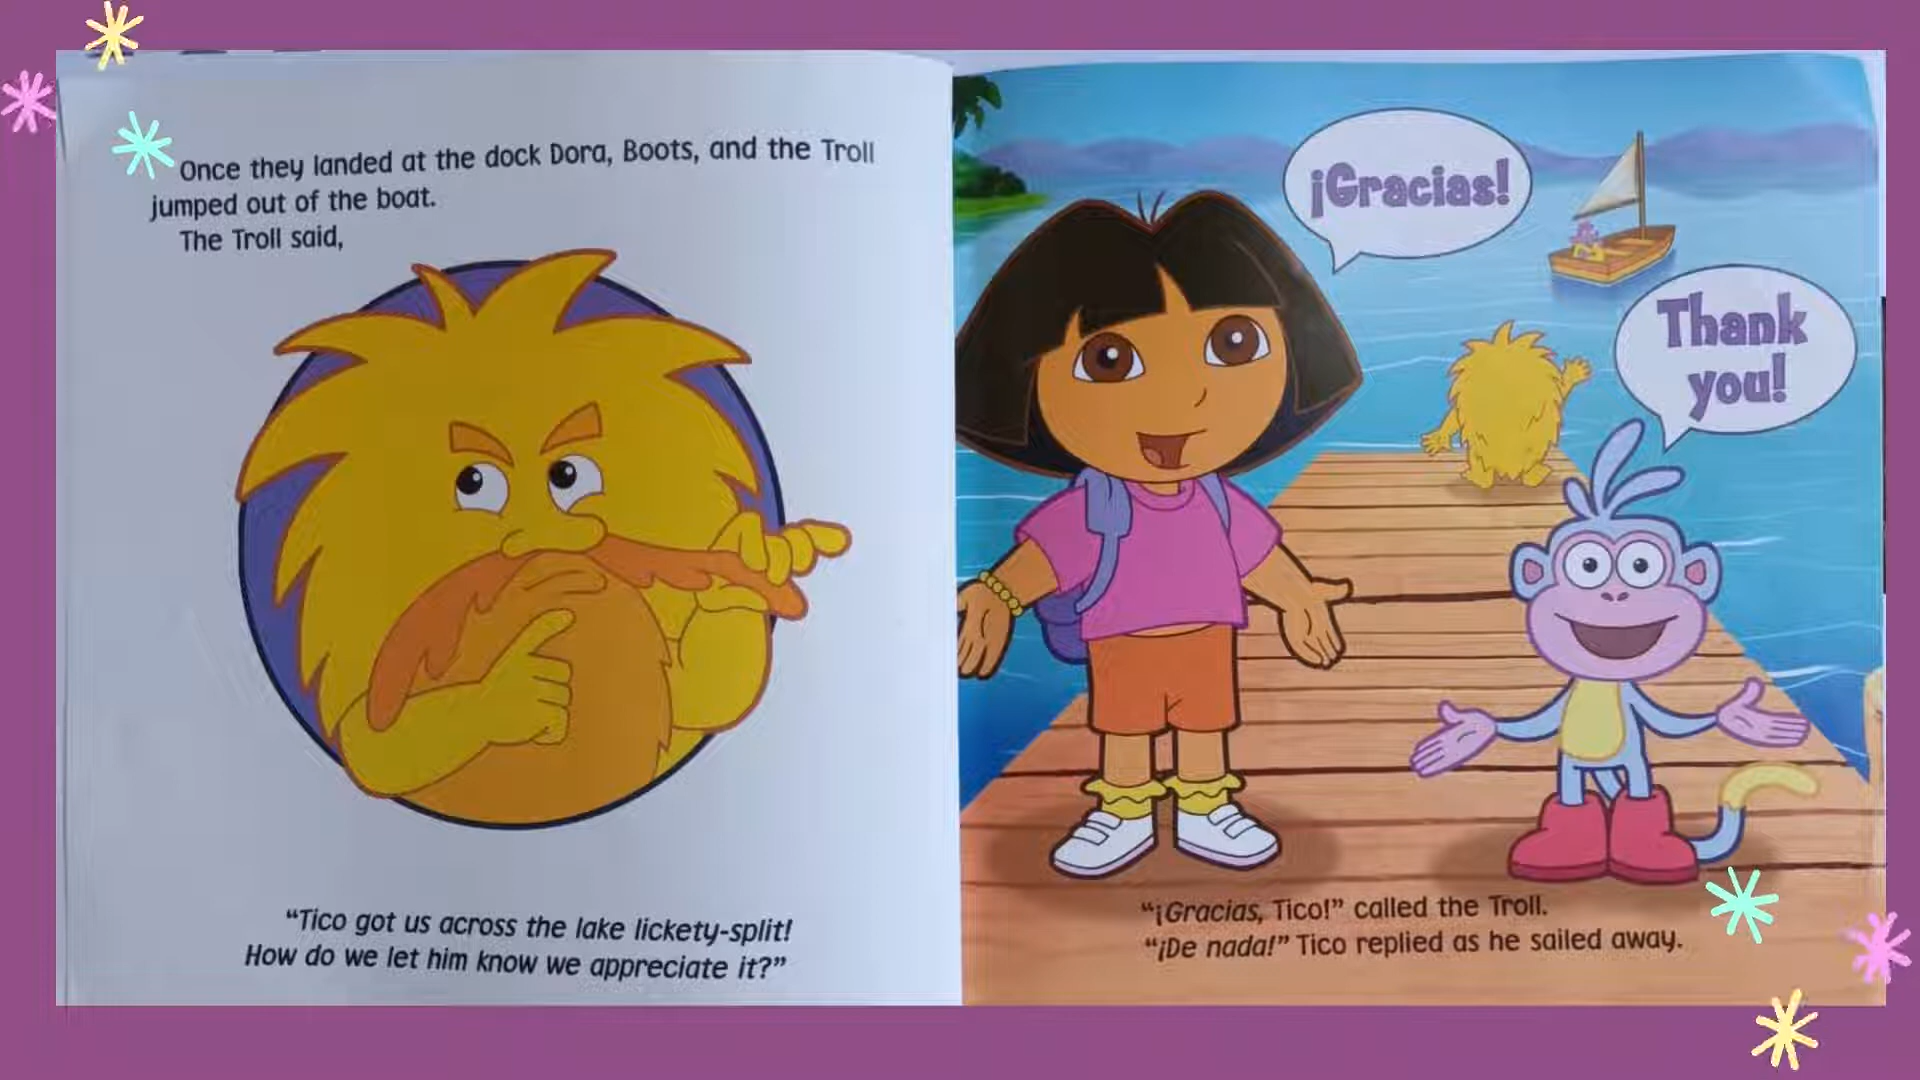 Once they landed at the dock Dora, Boots, and the Troll
jumped out of the boat.
The Troll said,
"Tico got us across the lake lickety-split!
How do we let him know we appreciate it?"
¡Gracias!
Thank
you!
"¡Gracias, Tico!" called the Troll.
"¡De nada!" Tico replied as he sailed away.